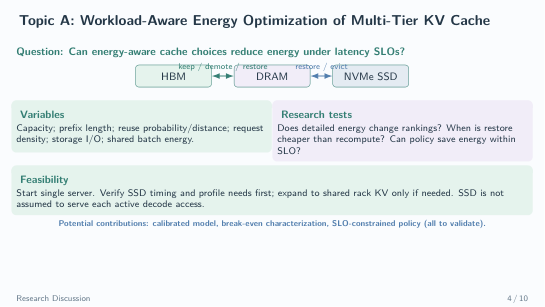 Topic A: Workload-Aware Energy Optimization of Multi-Tier KV Cache
Question: Can energy-aware cache choices reduce energy under latency SLOs?
keep / demote / restore restore / evict
HBM DRAM NVMe SSD
Variables
Capacity; prefix length; reuse probability/distance; request
density; storage I/O; shared batch energy.
Research tests
Does detailed energy change rankings? When is restore
cheaper than recompute? Can policy save energy within
SLO?
Feasibility
Start single server. Verify SSD timing and profile needs first; expand to shared rack KV only if needed. SSD is not
assumed to serve each active decode access.
Potential contributions: calibrated model, break-even characterization, SLO-constrained policy (all to validate).
Research Discussion 4 / 10